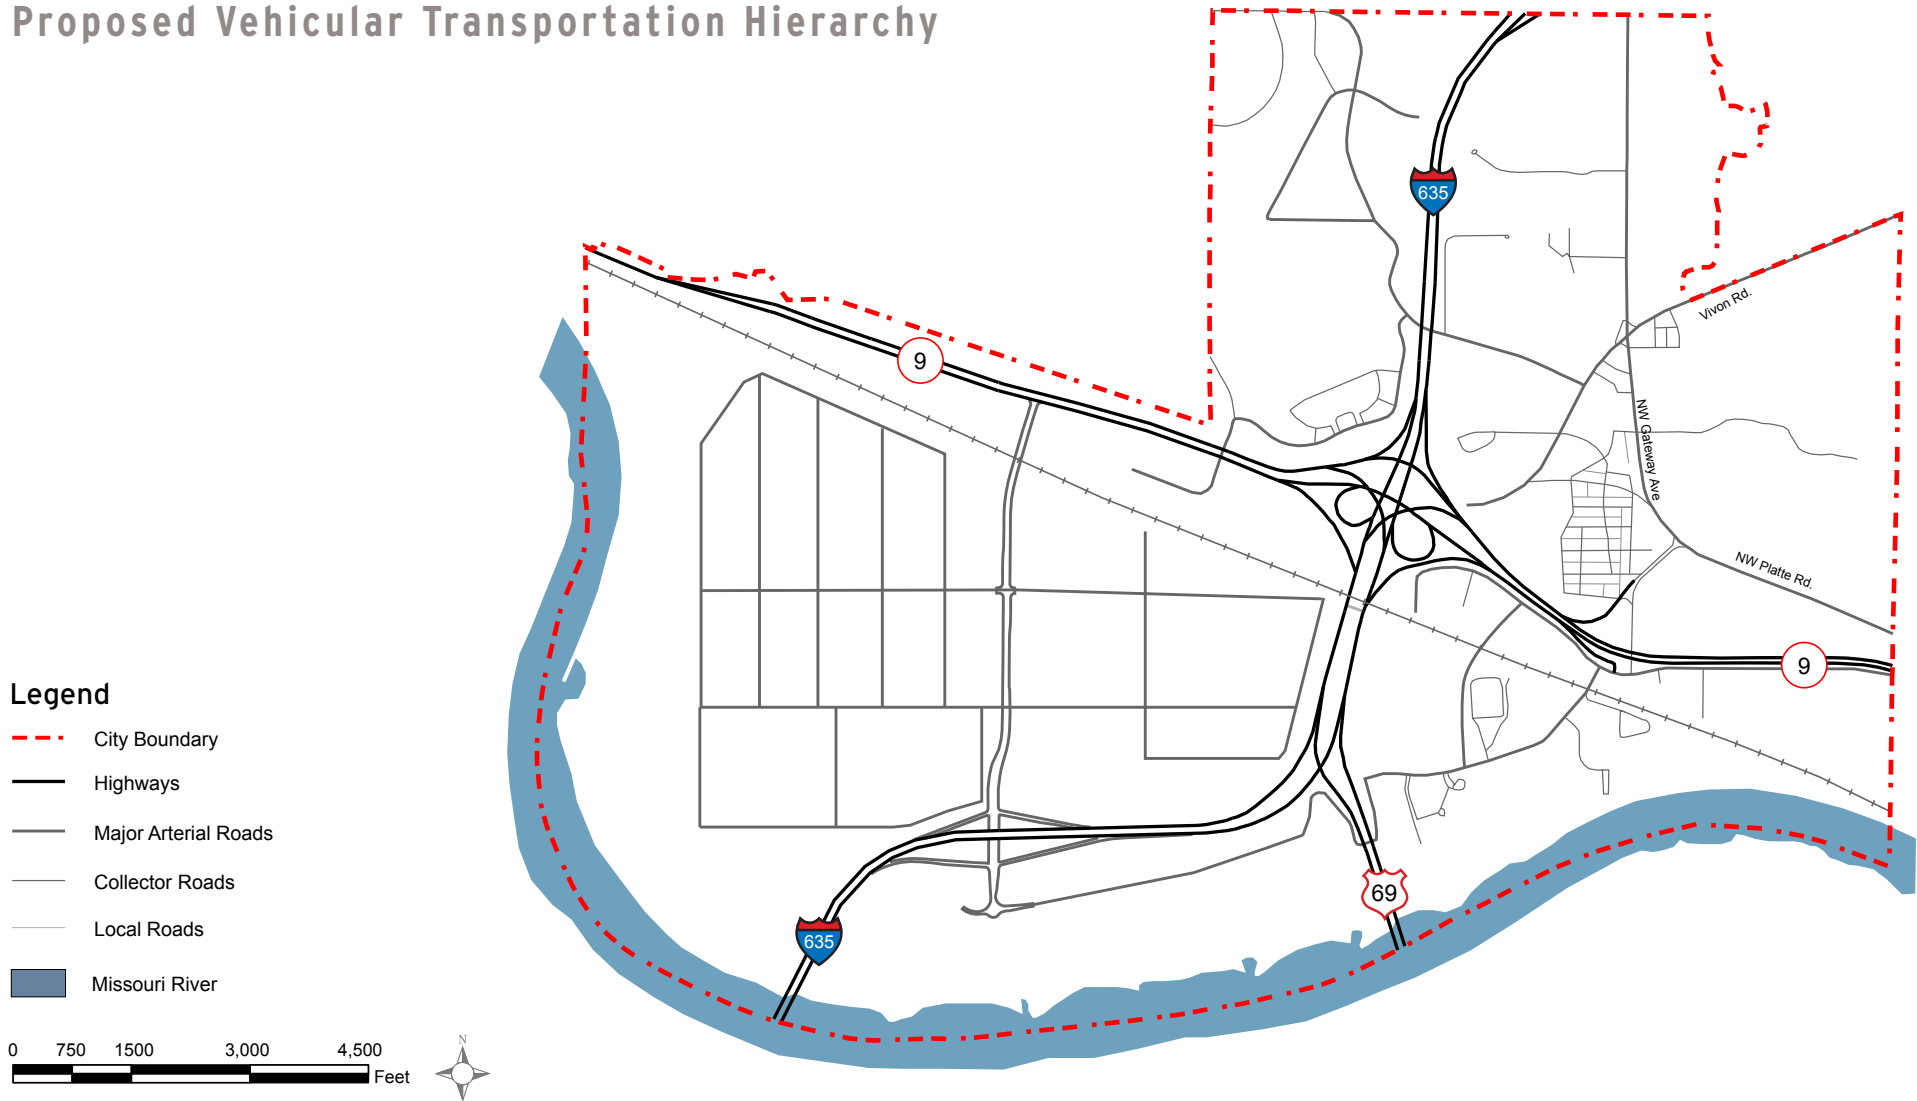 Proposed Vehicular Transportation Hierarchy
635
Vivon Rd.
9
NW Gateway Ave
NW Platte Rd.
9
Legend
City Boundary
Highways
Major Arterial Roads
Collector Roads
Local Roads
Missouri River
69
635
0 750 1500 3,000 4,500
Feet
N